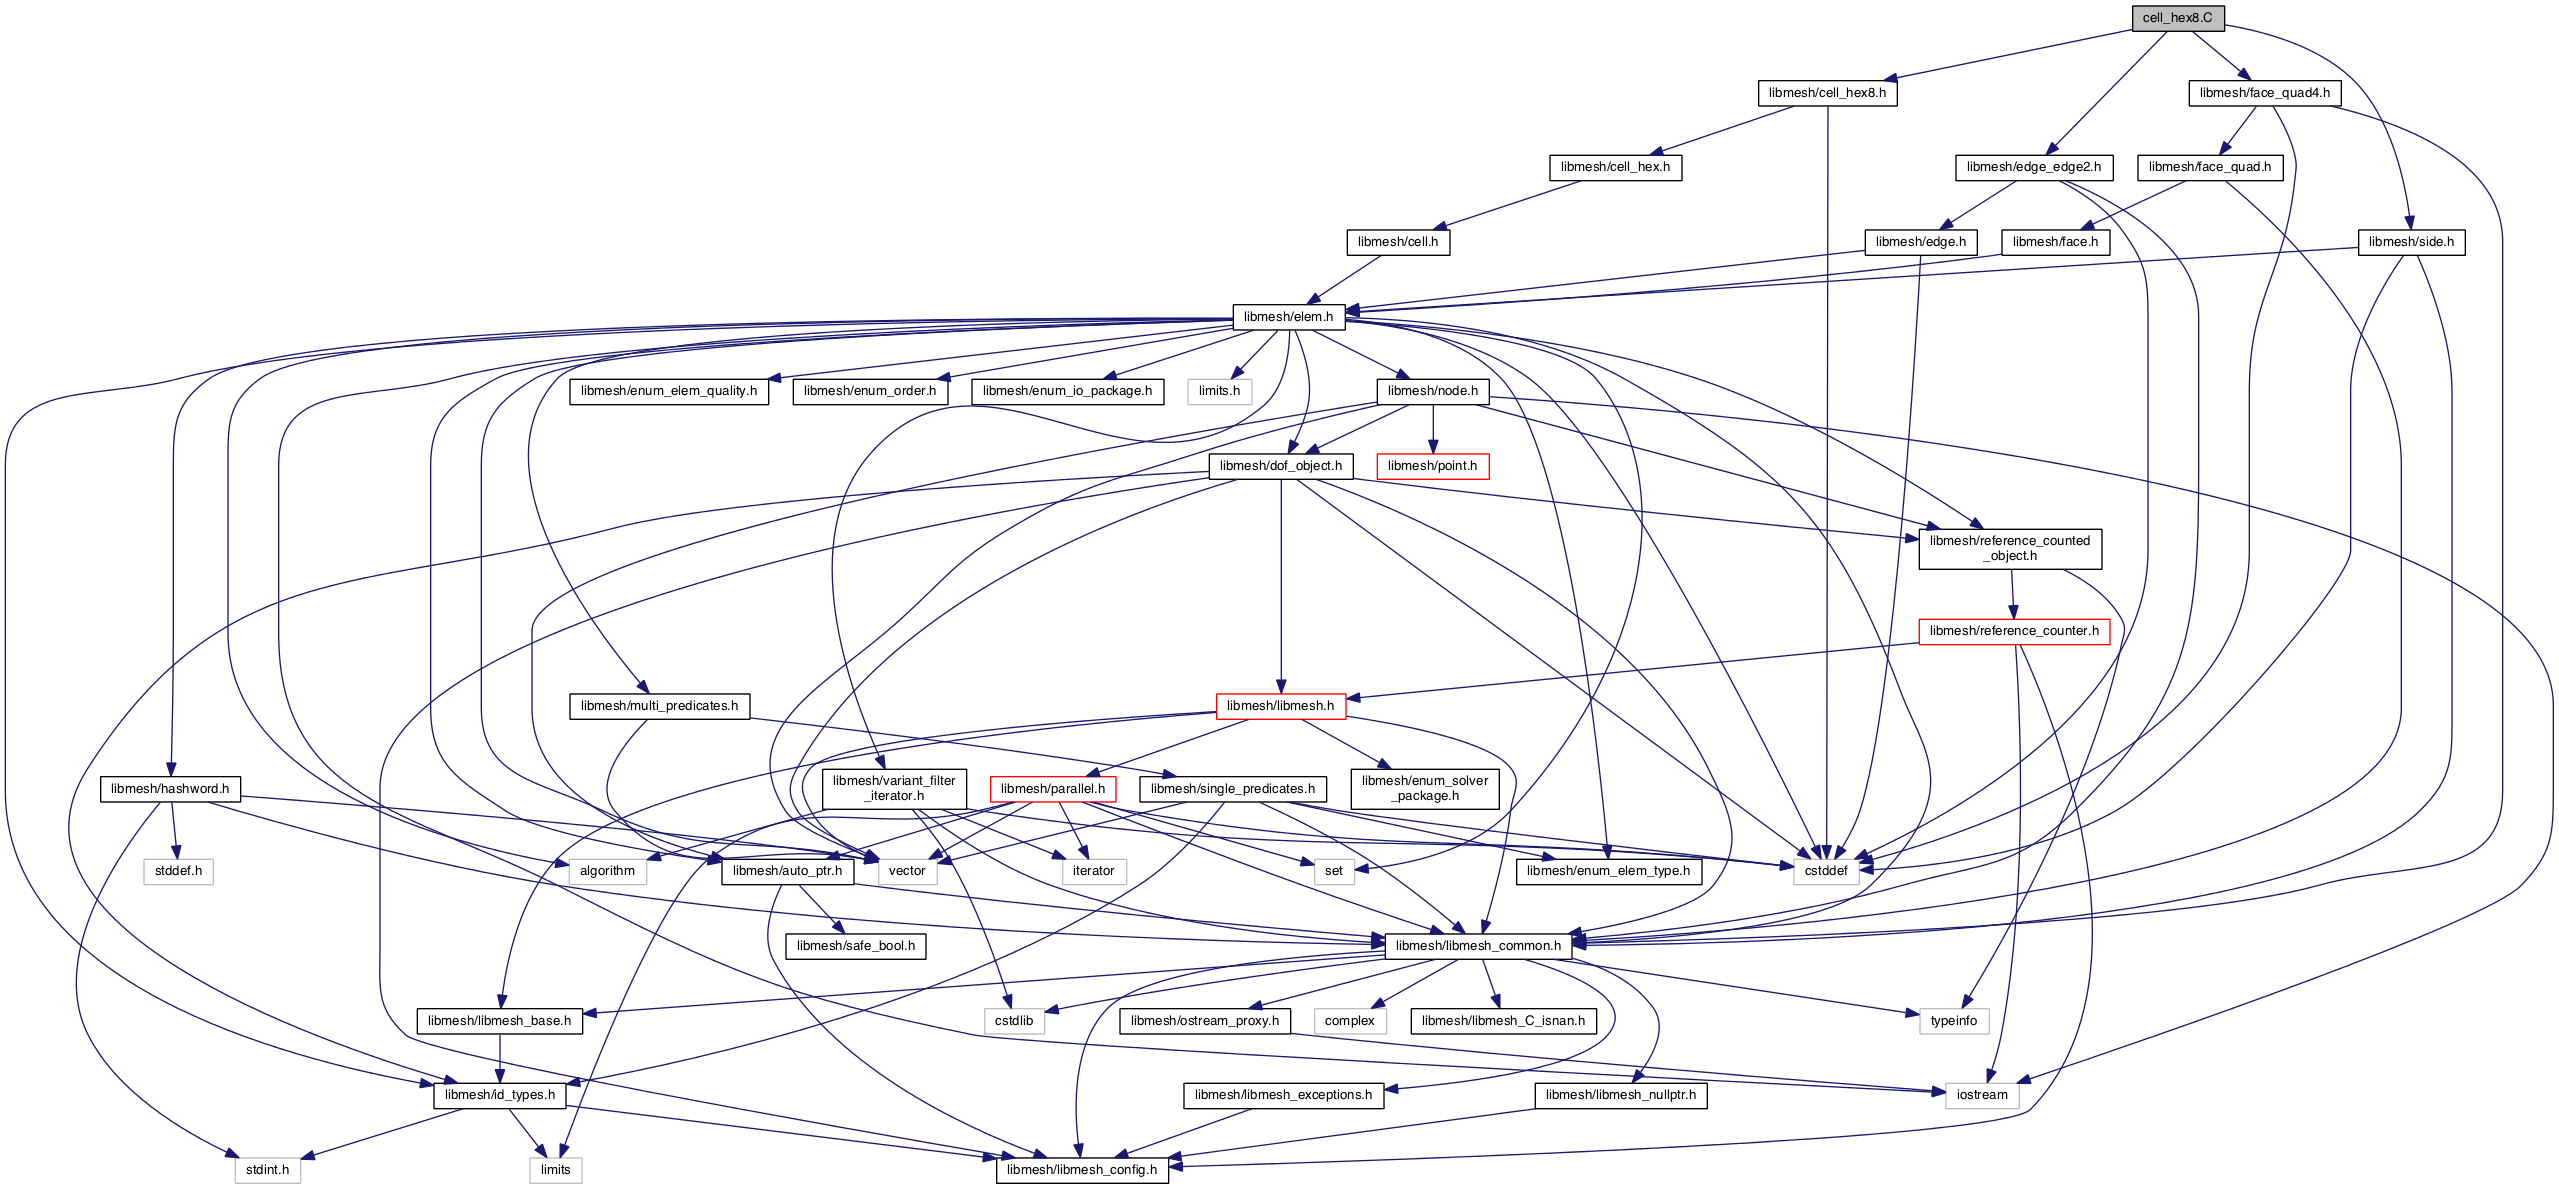 cell_hex8.C
libmesh/cell_hex8.h
libmesh/face_quad4.h
libmesh/cell_hex.h
libmesh/edge_edge2.h
libmesh/face_quad.h
libmesh/cell.h
libmesh/edge.h
libmesh/face.h
libmesh/side.h
libmesh/elem.h
libmesh/enum_elem_quality.h
libmesh/enum_order.h
libmesh/enum_io_package.h
limits.h
libmesh/node.h
libmesh/dof_object.h
libmesh/point.h
libmesh/reference_counted
_object.h
libmesh/reference_counter.h
libmesh/multi_predicates.h
libmesh/libmesh.h
libmesh/hashword.h
libmesh/variant_filter
_iterator.h
libmesh/parallel.h
libmesh/single_predicates.h
libmesh/enum_solver
_package.h
stddef.h
algorithm
libmesh/auto_ptr.h
vector
iterator
set
libmesh/enum_elem_type.h
cstddef
libmesh/safe_bool.h
libmesh/libmesh_common.h
libmesh/libmesh_base.h
cstdlib
libmesh/ostream_proxy.h
complex
libmesh/libmesh_C_isnan.h
typeinfo
libmesh/id_types.h
libmesh/libmesh_exceptions.h
libmesh/libmesh_nullptr.h
iostream
stdint.h
limits
libmesh/libmesh_config.h